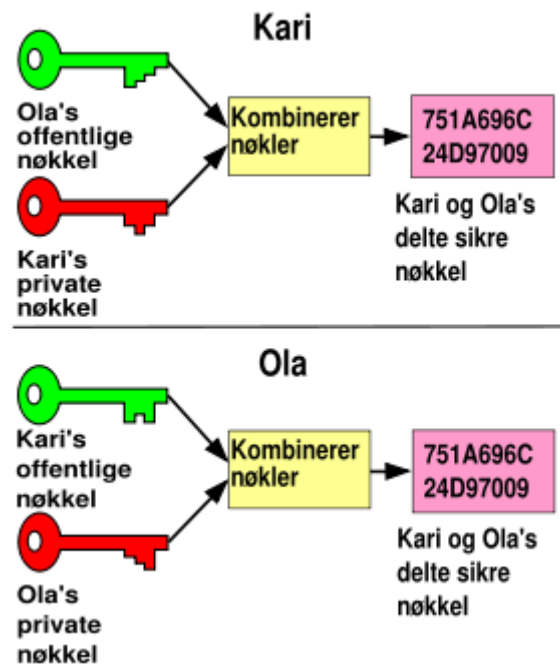 Kari
Ola's
offentlige
nøkkel
Kombinerer
nøkler
751A696C
24D97009
Kari's
private
nøkkel
Kari og Ola's
delte sikre
nøkkel
Ola
Kari's
offentlige
nøkkel
Kombinerer
nøkler
751A696C
24D97009
Ola's
private
nøkkel
Kari og Ola's
delte sikre
nøkkel